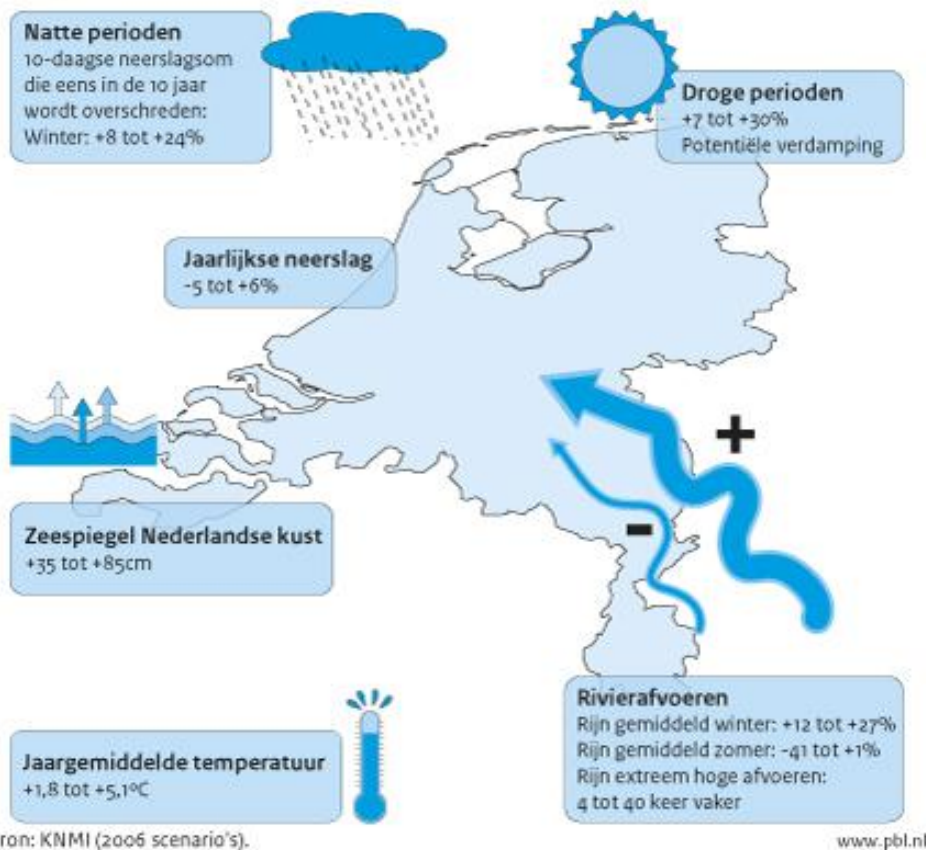 Natte perioden
10-daagse neerslagsom
die eens in de 10 jaar
wordt overschreden:
Winter: +8 tot +24%
Droge perioden
+7 tot +30%
Potentiële verdamping
Jaarlijkse neerslag
-5 tot +6%
+
-
Zeespiegel Nederlandse kust
+35 tot +85cm
Rivierafvoeren
Rijn gemiddeld winter: +12 tot +27%
Rijn gemiddeld zomer: -41 tot +1%
Rijn extreem hoge afvoeren:
4 tot 40 keer vaker
Jaargemiddelde temperatuur
+1,8 tot +5,1ºC
ron: KNMI (2006 scenario's).
www.pbl.nl